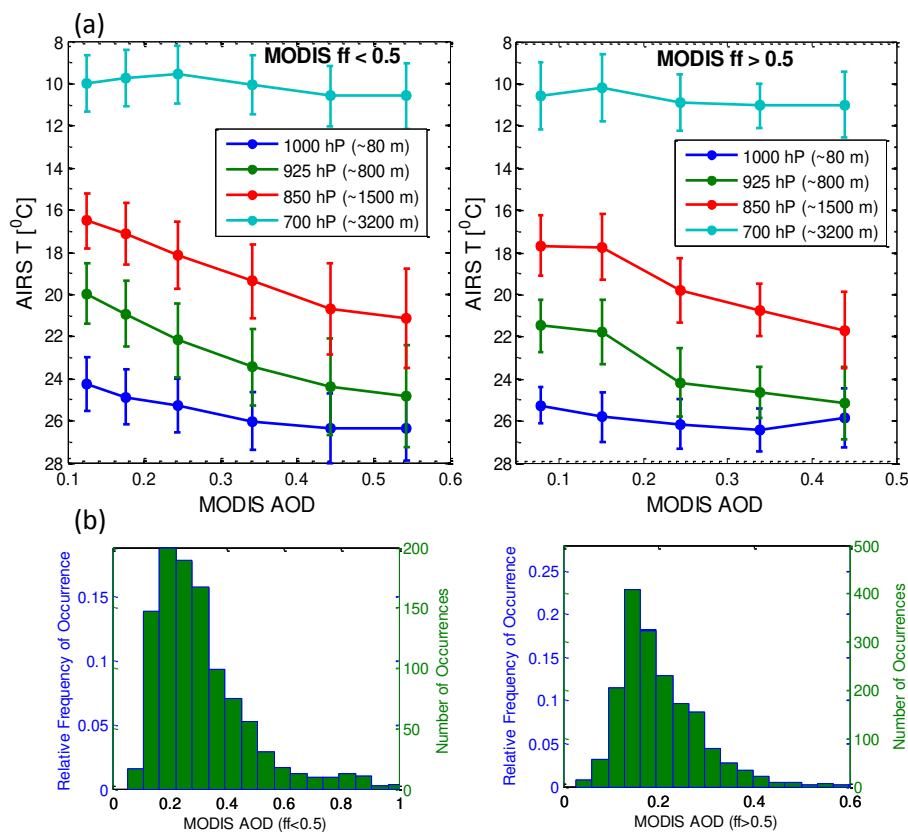 (a)
MODIS ff < 0.5
8
10
12
14
16
18
20
22
24
26
28
AIRS T [⁰C]
1000 hP (~80 m)
925 hP (~800 m)
850 hP (~1500 m)
700 hP (~3200 m)
0.1 0.2 0.3 0.4 0.5 0.6
MODIS AOD
MODIS ff > 0.5
8
10
12
14
16
18
20
22
24
26
28
AIRS T [⁰C]
1000 hP (~80 m)
925 hP (~800 m)
850 hP (~1500 m)
700 hP (~3200 m)
0.1 0.2 0.3 0.4 0.5
MODIS AOD
(b)
Relative Frequency of Occurrence
0.15
0.1
0.05
0
200
150
100
50
0
Number of Occurrences
0 0.2 0.4 0.6 0.8 1
MODIS AOD (ff<0.5)
Relative Frequency of Occurrence
0.25
0.2
0.15
0.1
0.05
0
500
400
300
200
100
0
Number of Occurrences
0 0.2 0.4 0.6
MODIS AOD (ff>0.5)